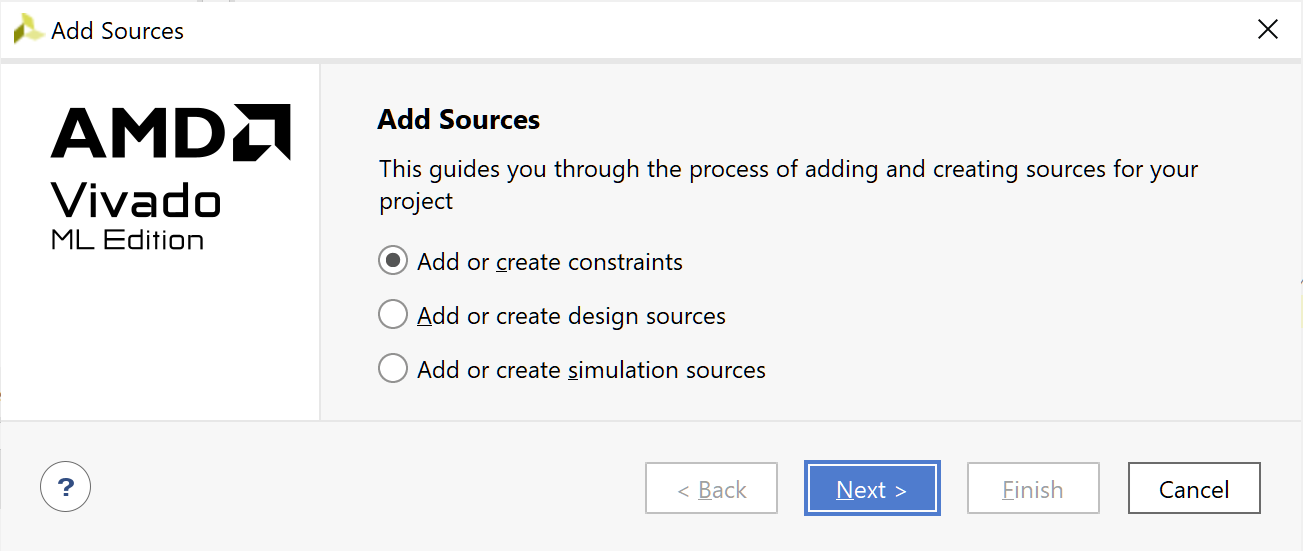 Add Sources
AMD
Vivado
ML Edition
Add Sources
This guides you through the process of adding and creating sources for your
project
Add or create constraints
Add or create design sources
Add or create simulation sources
?
< Back
Next >
Finish
Cancel